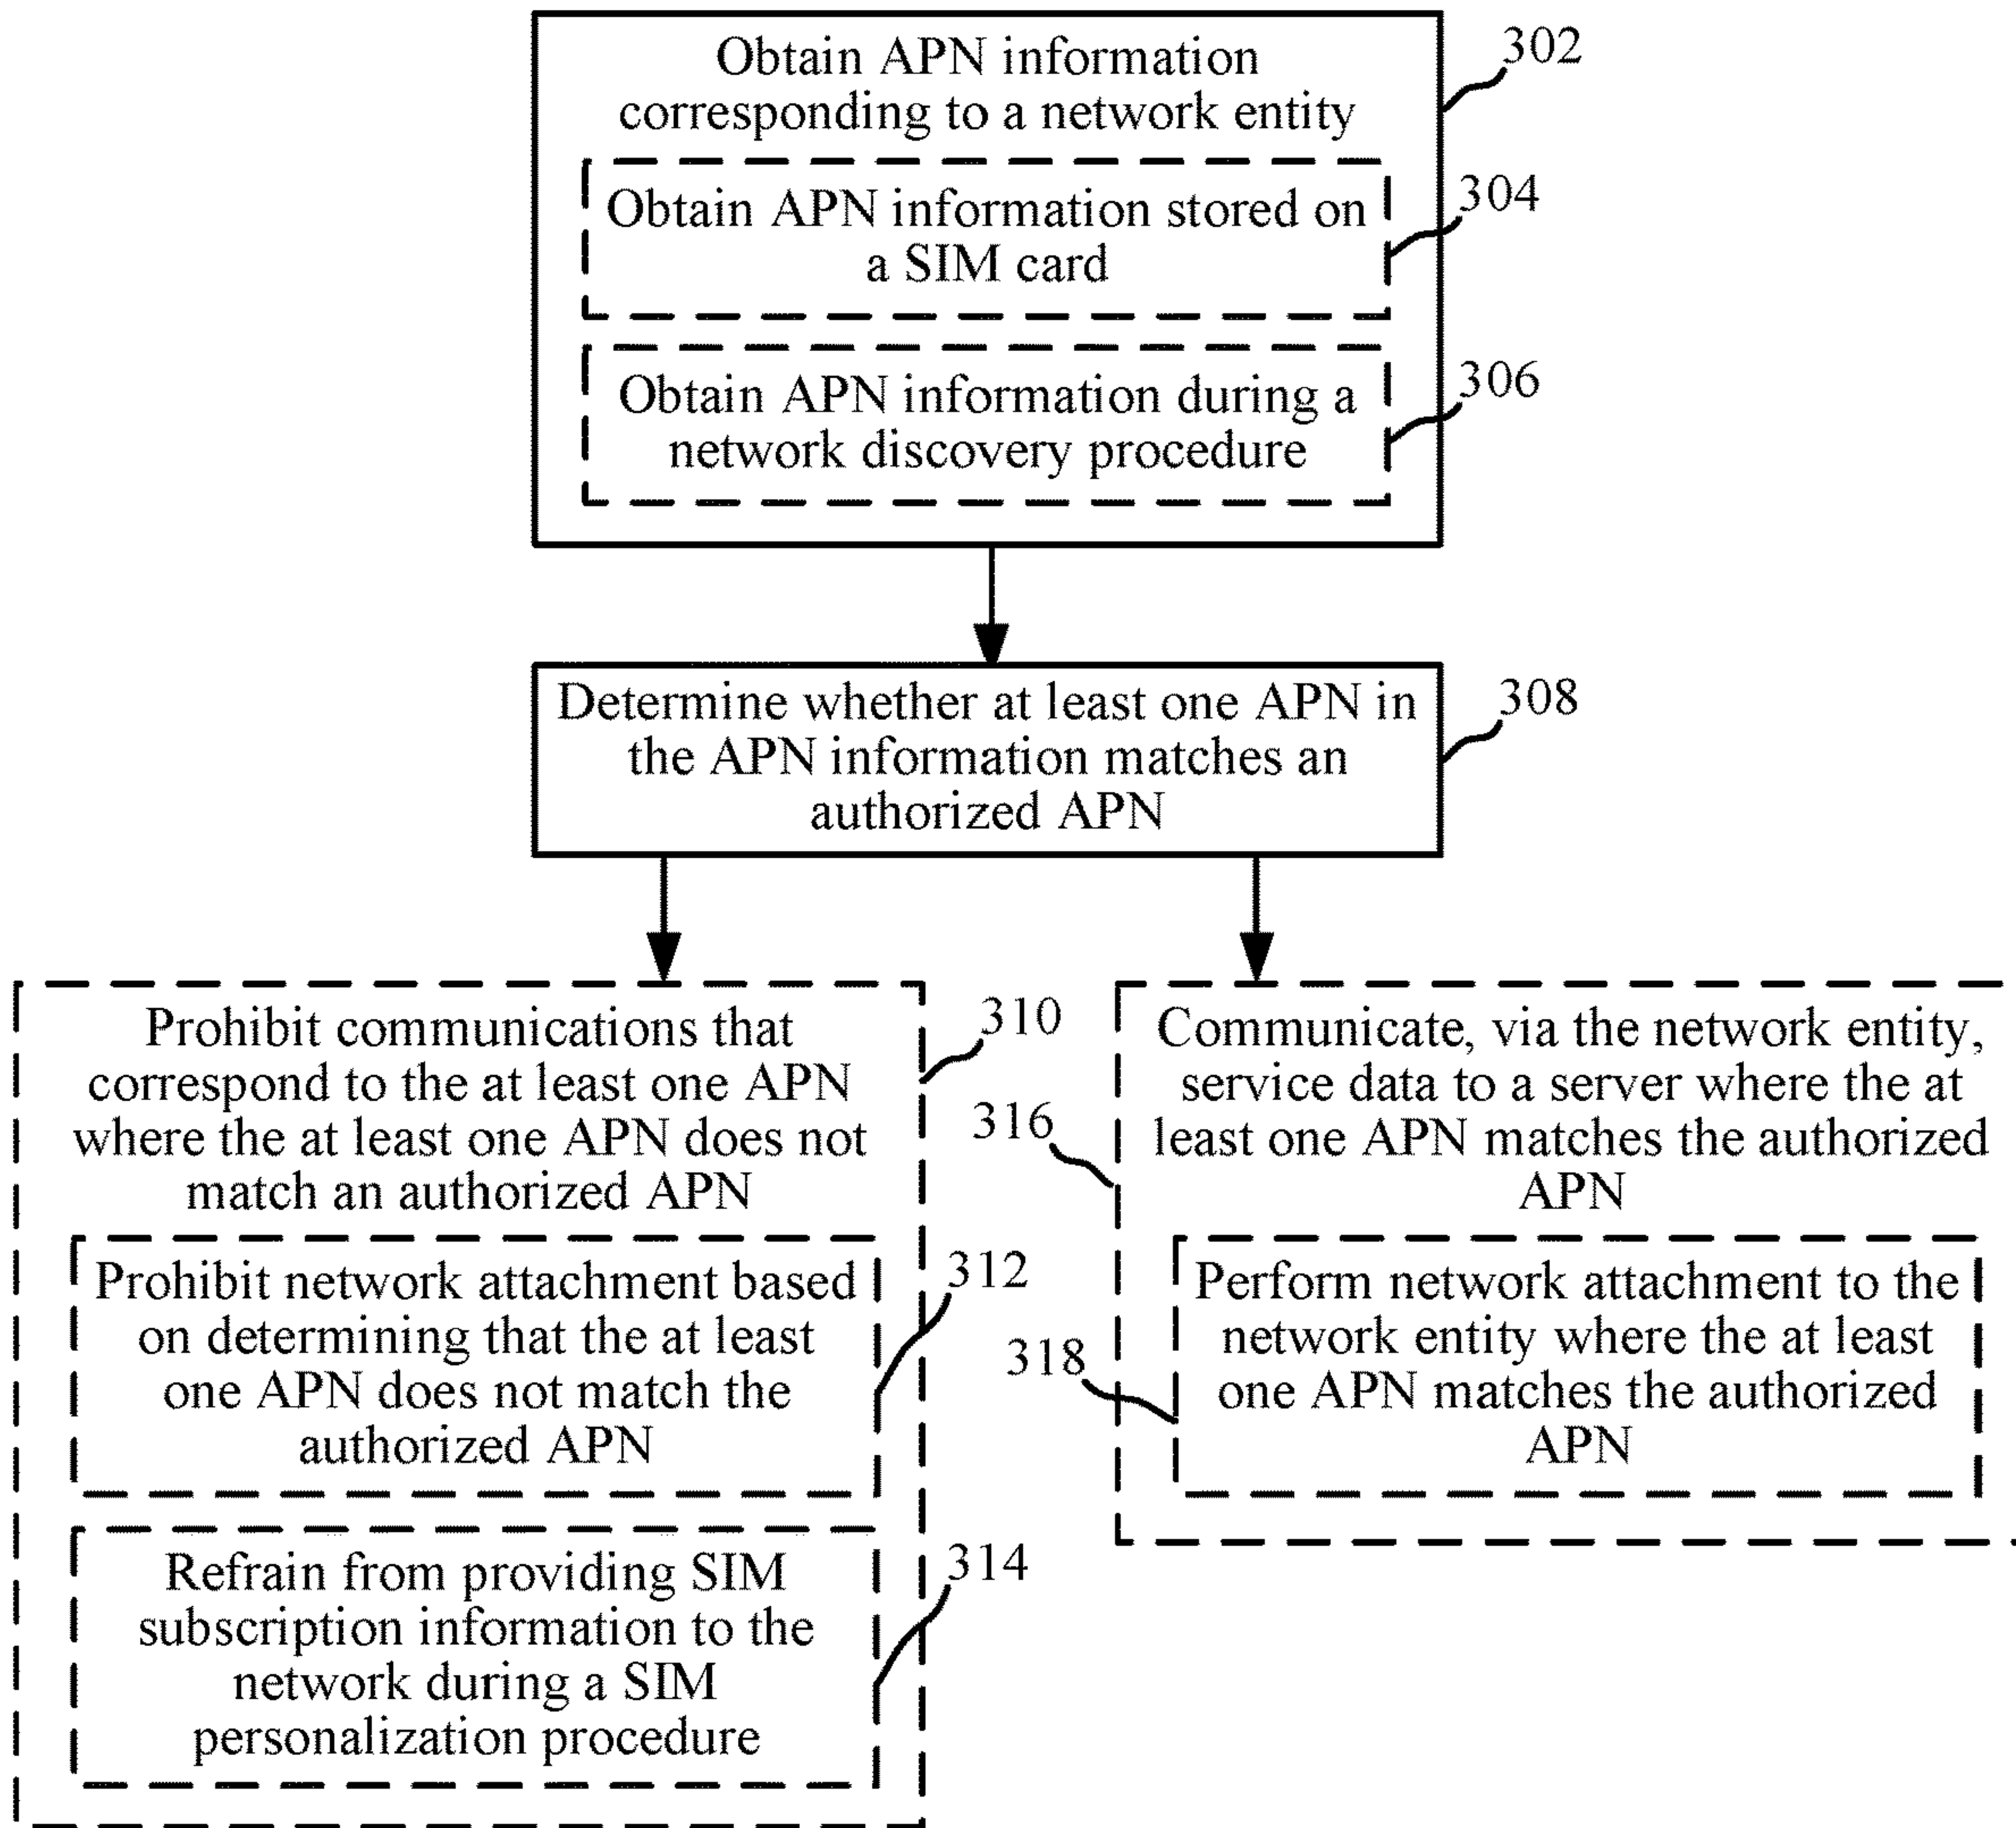 Obtain APN information
corresponding to a network entity
302
Obtain APN information stored on
a SIM card
304
Obtain APN information during a
network discovery procedure
306
Determine whether at least one APN in
the APN information matches an
authorized APN
308
Prohibit communications that
correspond to the at least one APN
where the at least one APN does not
match an authorized APN
310
Prohibit network attachment based
on determining that the at least
one APN does not match the
authorized APN
312
Refrain from providing SIM
subscription information to the
network during a SIM
personalization procedure
314
Communicate, via the network entity,
service data to a server where the at
least one APN matches the authorized
APN
316
Perform network attachment to the
network entity where the at least
one APN matches the authorized
APN
318